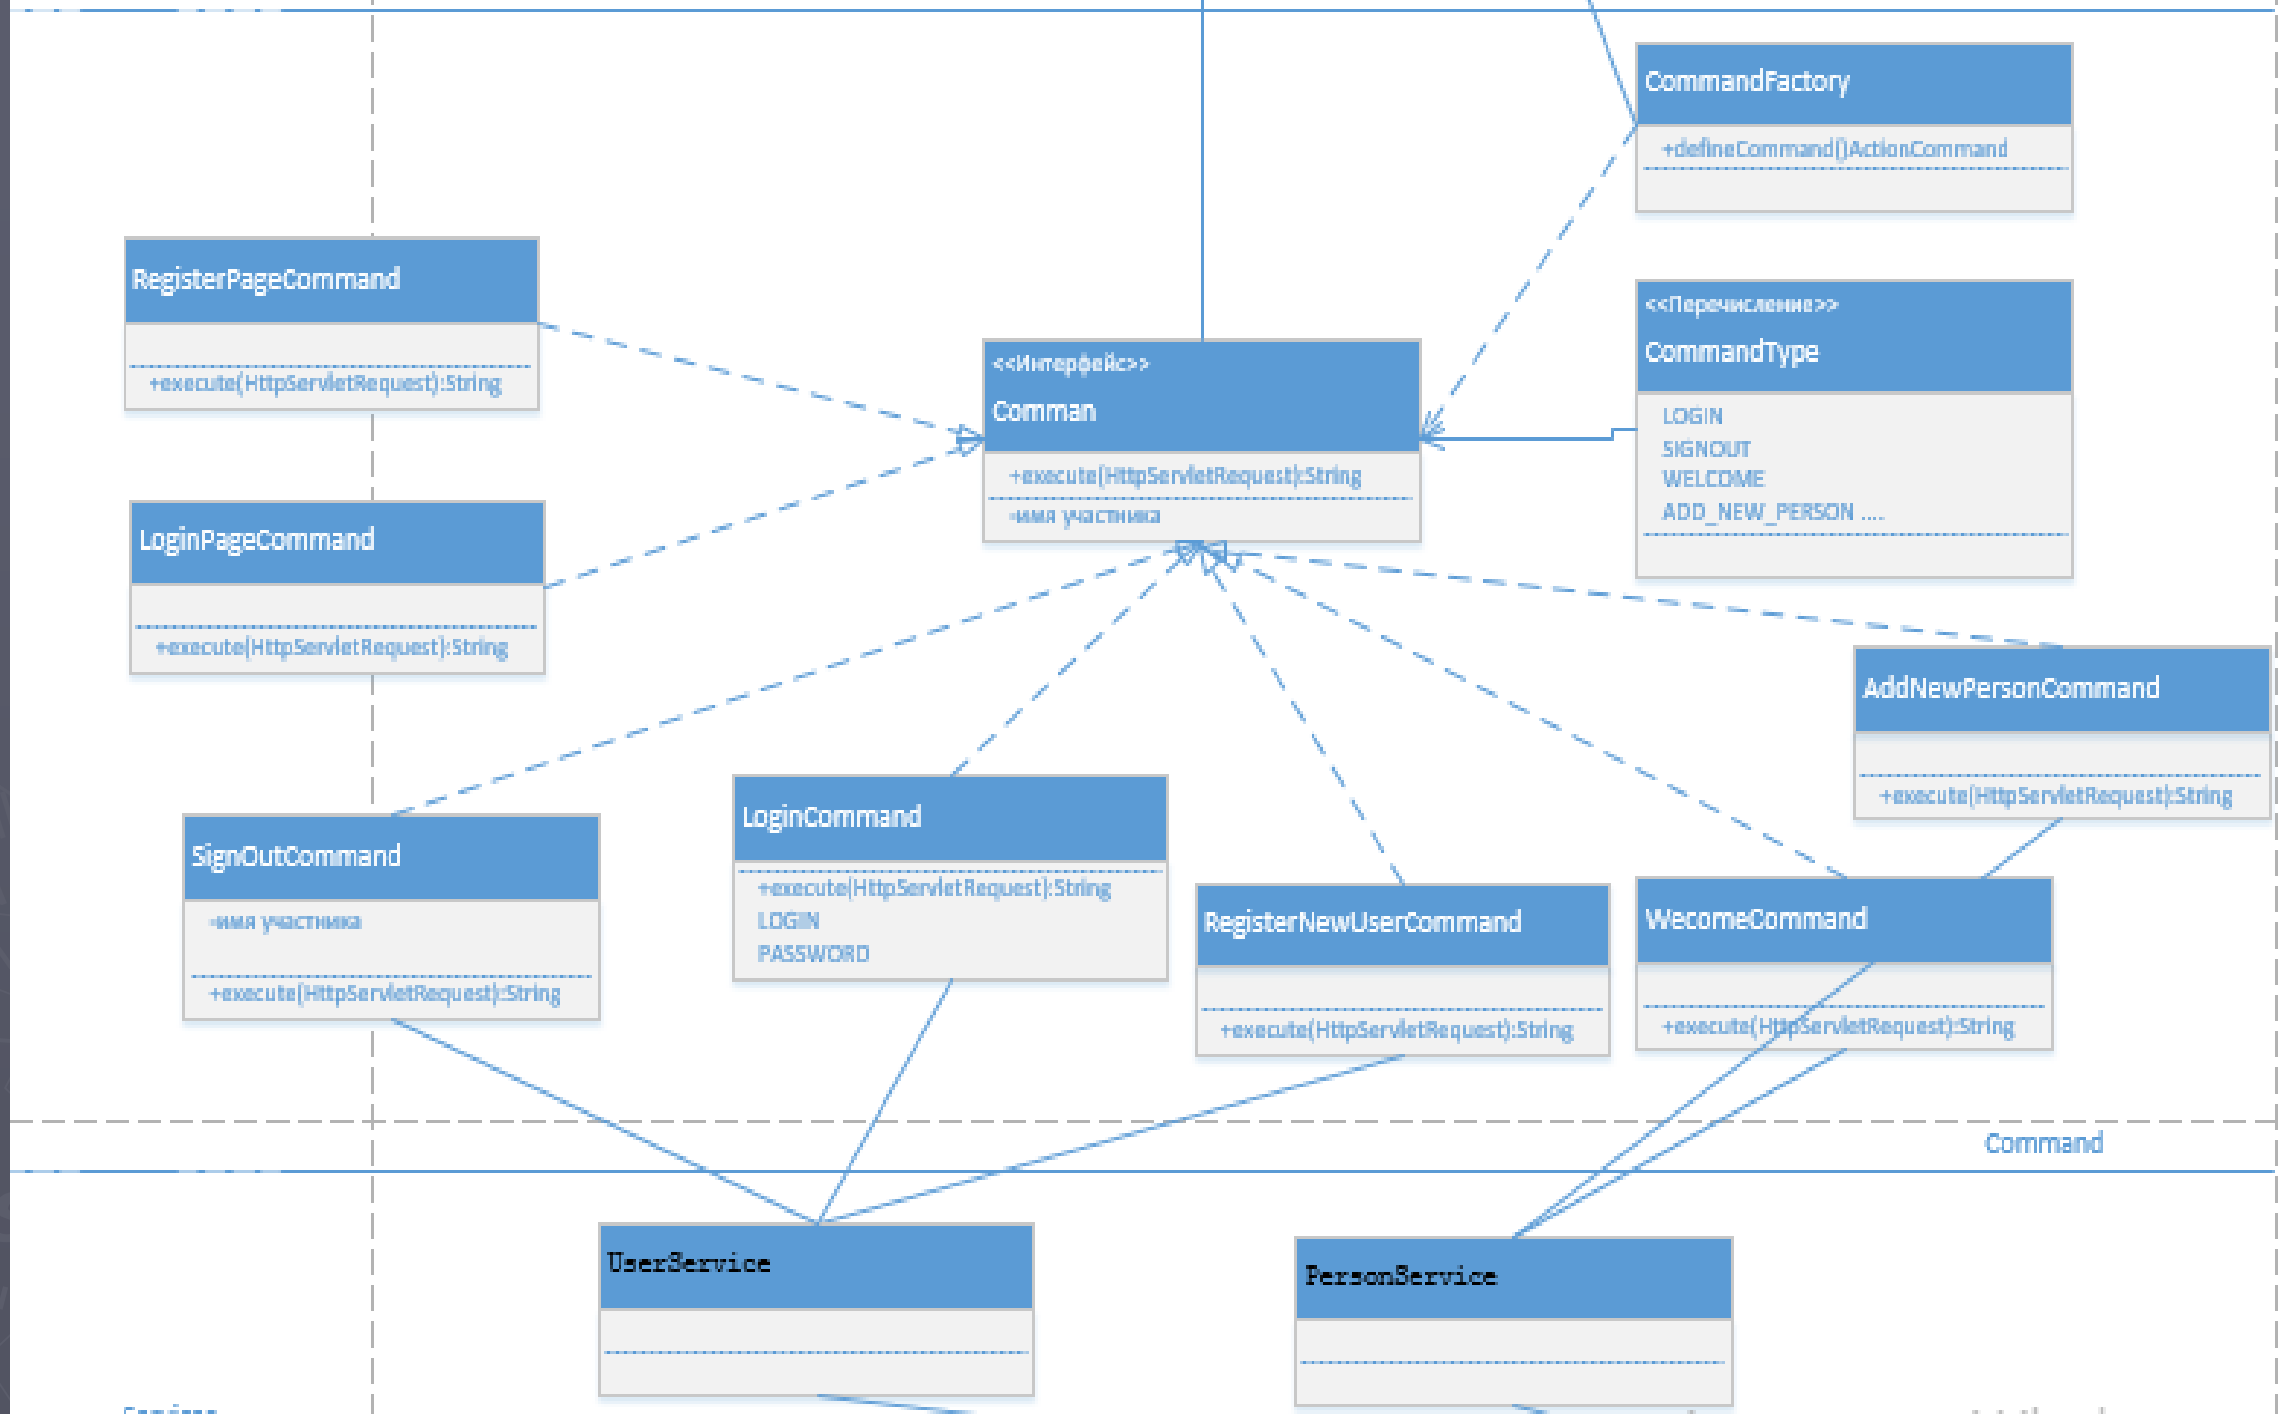 CommandFactory
+defineCommand()ActionCommand
RegisterPageCommand
+execute(HttpServletRequest):String
<<Интерфейс>>
Comman
+execute(HttpServletRequest):String
-имя участника
<<Перечисление>>
CommandType
LOGIN
SIGNOUT
WELCOME
ADD_NEW_PERSON ....
LoginPageCommand
+execute(HttpServletRequest):String
AddNewPersonCommand
+execute(HttpServletRequest):String
SignOutCommand
-имя участника
+execute(HttpServletRequest):String
LoginCommand
+execute(HttpServletRequest):String
LOGIN
PASSWORD
RegisterNewUserCommand
+execute(HttpServletRequest):String
WecomeCommand
+execute(HttpServletRequest):String
Command
UserService
PersonService